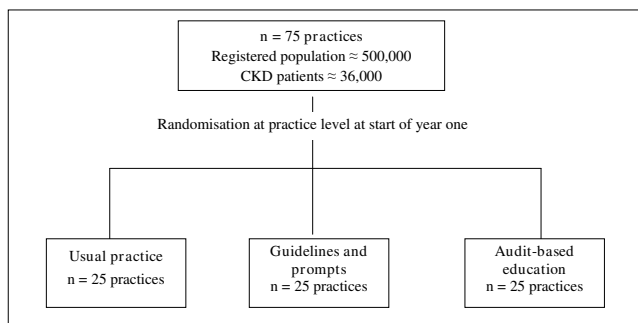 n = 75 practices
Registered population ≈ 500,000
CKD patients ≈ 36,000
Randomisation at practice level at start of year one
Usual practice
n = 25 practices
Guidelines and
prompts
n = 25 practices
Audit-based
education
n = 25 practices